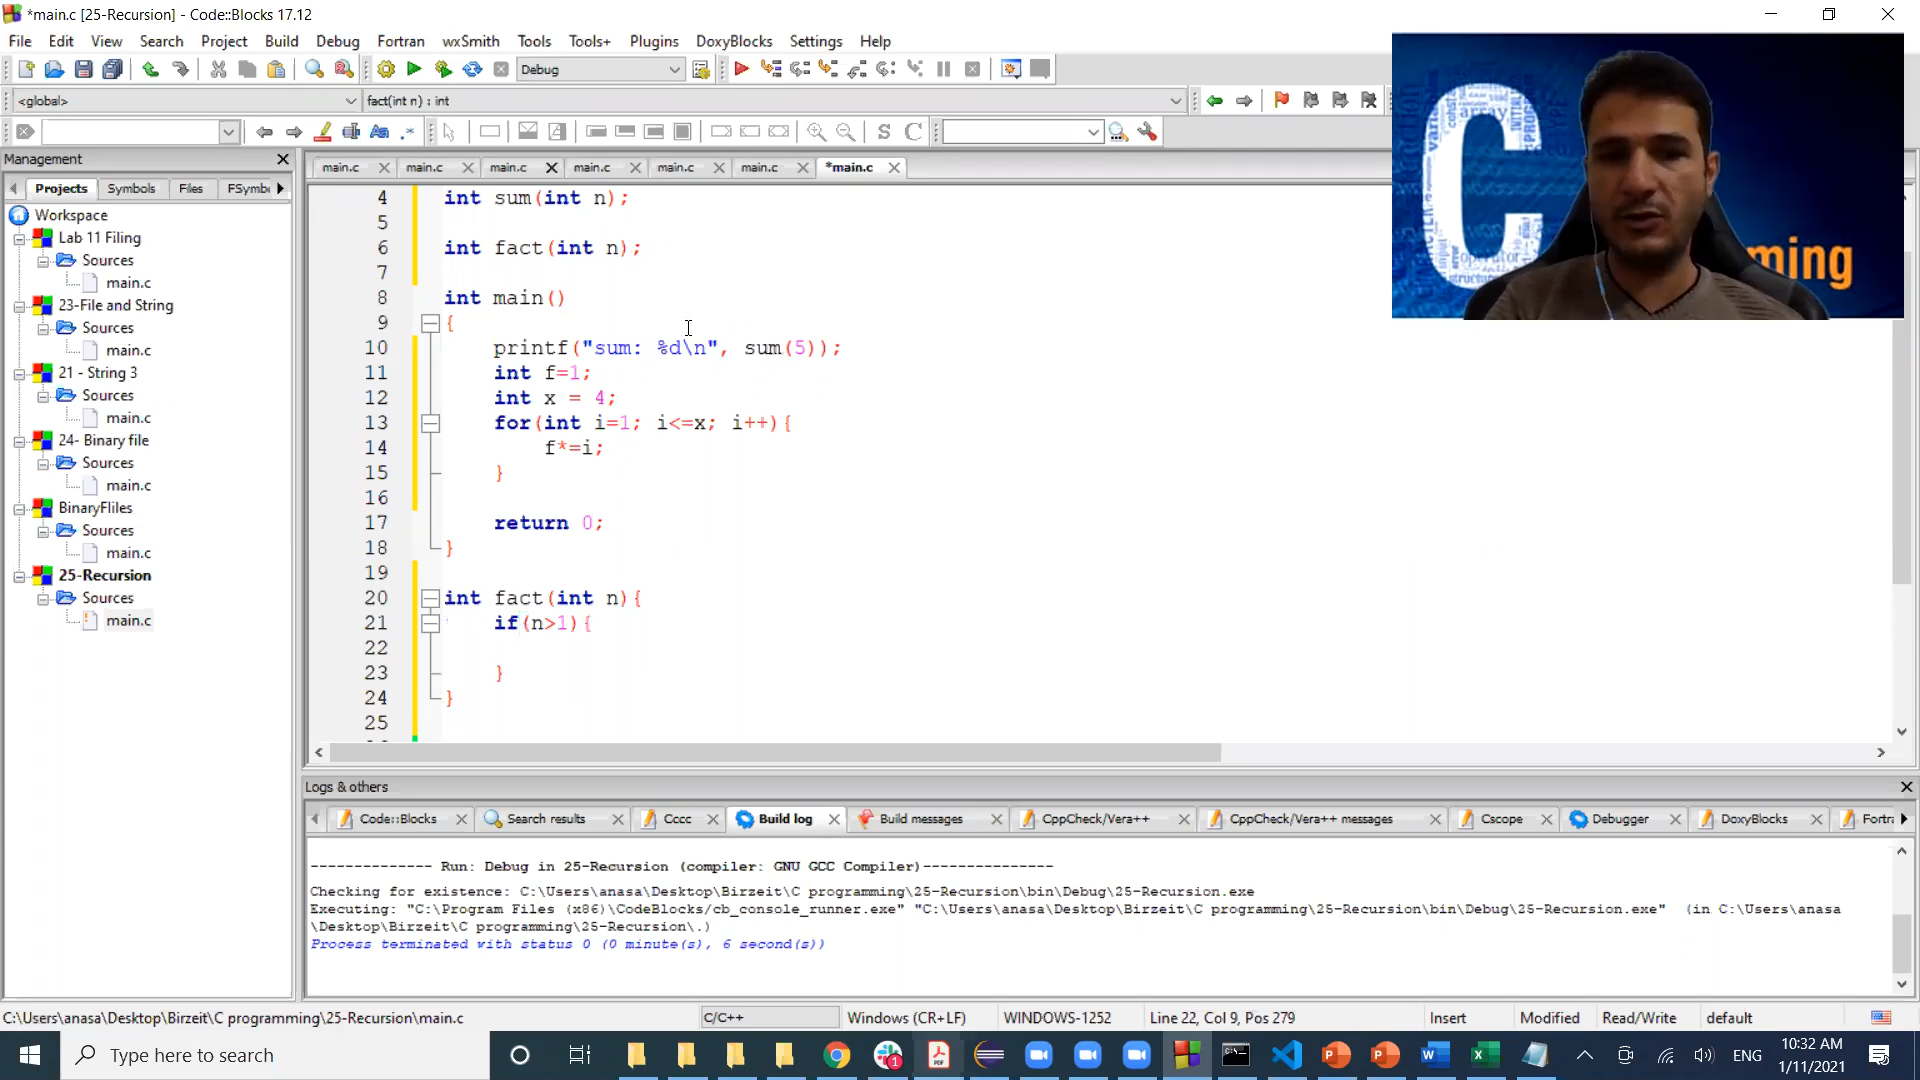 *main.c [25-Recursion] - Code::Blocks 17.12
File Edit View Search Project Build Debug Fortran wxSmith Tools Tools+ Plugins DoxyBlocks Settings Help
Debug
<global> fact(int n) : int
Management
Projects Symbols Files FSymb
main.c main.c main.c main.c main.c main.c *main.c
Workspace
Lab 11 Filing
Sources
main.c
23-File and String
Sources
main.c
21 - String 3
Sources
main.c
24- Binary file
Sources
main.c
BinaryFIiles
Sources
main.c
25-Recursion
Sources
main.c
4 int sum(int n);
5
6 int fact(int n);
7
8 int main()
9 {
10 printf("sum: %d\n", sum(5));
11 int f=1;
12 int x = 4;
13 for(int i=1; i<=x; i++){
14 f*=i;
15 }
16
17 return 0;
18 }
19
20 int fact(int n){
21 if(n>1){
22
23 }
24 }
25
C
ming
Logs & others
Code::Blocks Search results Cccc Build log Build messages CppCheck/Vera++ CppCheck/Vera++ messages Cscope Debugger DoxyBlocks Fortra
-------------- Run: Debug in 25-Recursion (compiler: GNU GCC Compiler)---------------
Checking for existence: C:\Users\anasa\Desktop\Birzeit\C programming\25-Recursion\bin\Debug\25-Recursion.exe
Executing: "C:\Program Files (x86)\CodeBlocks/cb_console_runner.exe" "C:\Users\anasa\Desktop\Birzeit\C programming\25-Recursion\bin\Debug\25-Recursion.exe"  (in C:\Users\anasa
\Desktop\Birzeit\C programming\25-Recursion\.)
Process terminated with status 0 (0 minute(s), 6 second(s))
C:\Users\anasa\Desktop\Birzeit\C programming\25-Recursion\main.c C/C++ Windows (CR+LF) WINDOWS-1252 Line 22, Col 9, Pos 279 Insert Modified Read/Write default
Type here to search
ENG
10:32 AM
1/11/2021